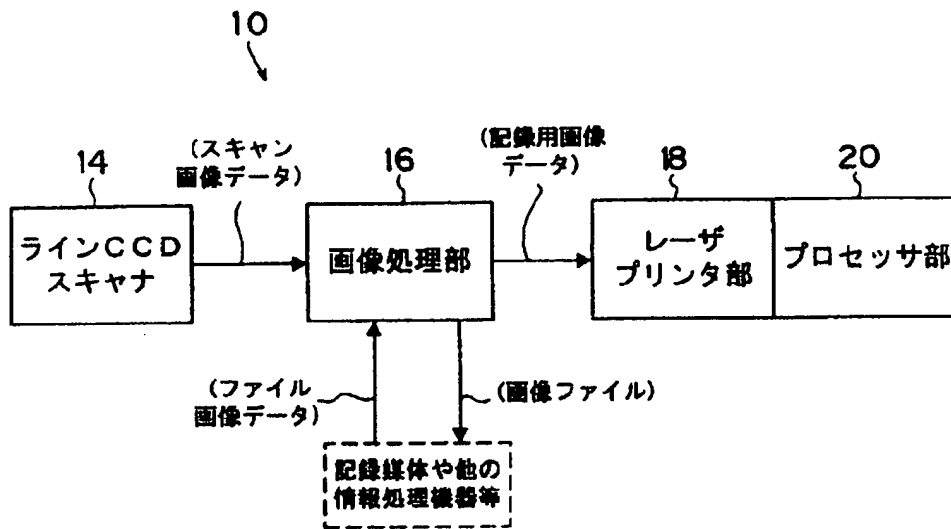 10
(スキャン
画像データ)
(記録用画像
データ)
14
16
18
20
ラインCCD
スキャナ
画像処理部
レーザ
プリンタ部
プロセッサ部
(ファイル
画像データ)
(画像ファイル)
記録媒体や他の
情報処理機器等